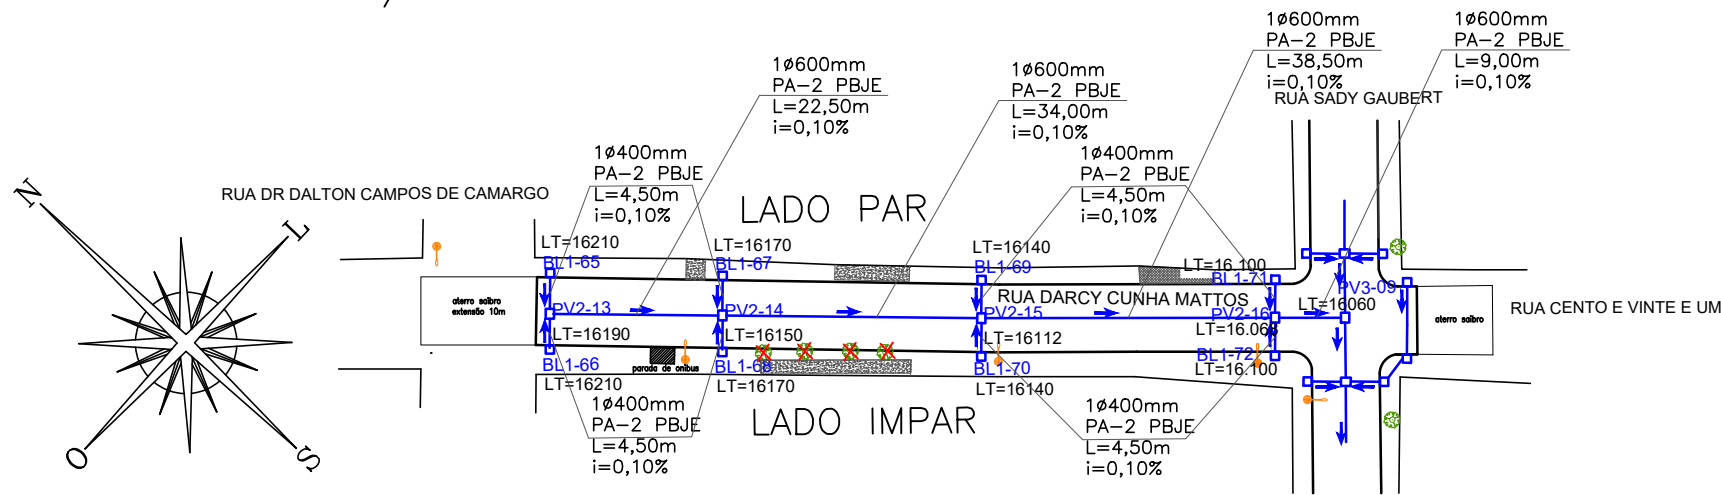 1ø600mm
PA-2 PBJE
L=38,50m
i=0,10%
1ø600mm
PA-2 PBJE
L=9,00m
i=0,10%
1ø600mm
PA-2 PBJE
L=22,50m
i=0,10%
1ø600mm
PA-2 PBJE
L=34,00m
i=0,10%
RUA SADY GAUBERT
1ø400mm
PA-2 PBJE
L=4,50m
i=0,10%
1ø400mm
PA-2 PBJE
L=4,50m
i=0,10%
N
RUA DR DALTON CAMPOS DE CAMARGO
LADO PAR
L
LT=16210
LT=16170
LT=16140
LT=16.100
BL1-65
BL1-67
BL1-69
BL1-71
PV3-09
aterro saibro
extensão 10m
RUA DARCY CUNHA MATTOS
LT=16060
RUA CENTO E VINTE E UM
PV2-13
PV2-14
PV2-15
PV2-16
aterro saibro
LT=16190
LT=16150
LT=16112
LT=16.068
BL1-66
parada de onibus
BL1-68
BL1-70
BL1-72
LT=16210
LT=16170
LT=16140
LT=16.100
1ø400mm
PA-2 PBJE
L=4,50m
i=0,10%
LADO IMPAR
1ø400mm
PA-2 PBJE
L=4,50m
i=0,10%
O
S